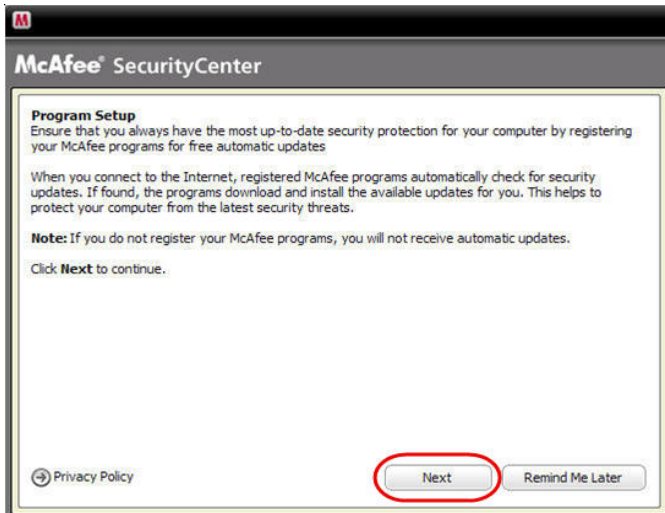 M
McAfee® SecurityCenter
Program Setup
Ensure that you always have the most up-to-date security protection for your computer by registering
your McAfee programs for free automatic updates
When you connect to the Internet, registered McAfee programs automatically check for security
updates. If found, the programs download and install the available updates for you. This helps to
protect your computer from the latest security threats.
Note: If you do not register your McAfee programs, you will not receive automatic updates.
Click Next to continue.
Privacy Policy
Next
Remind Me Later